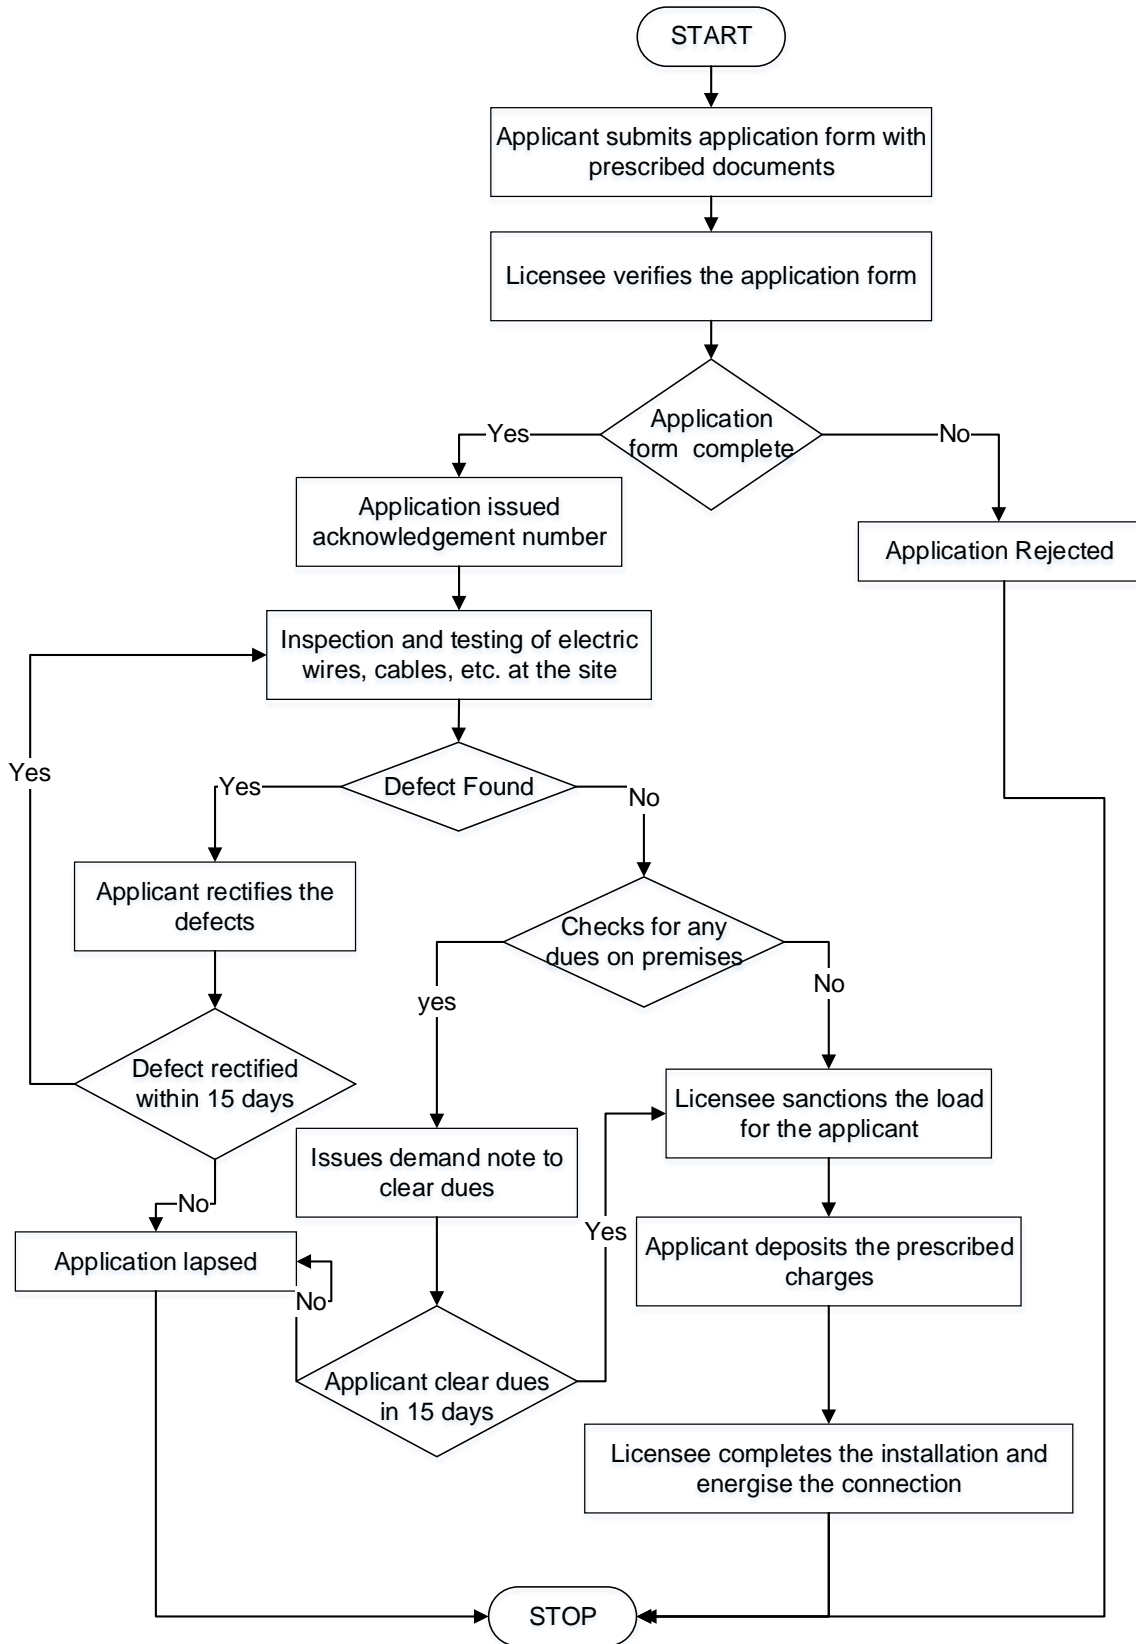 START
Applicant submits application form with
prescribed documents
Licensee verifies the application form
Application
form  complete
Yes
No
Application issued
acknowledgement number
Application Rejected
Inspection and testing of electric
wires, cables, etc. at the site
Yes
Defect Found
Yes
No
Applicant rectifies the
defects
Checks for any
dues on premises
yes
No
Defect rectified
within 15 days
Licensee sanctions the load
for the applicant
Issues demand note to
clear dues
No
Yes
Application lapsed
No
Applicant deposits the prescribed
charges
Applicant clear dues
in 15 days
Licensee completes the installation and
energise the connection
STOP